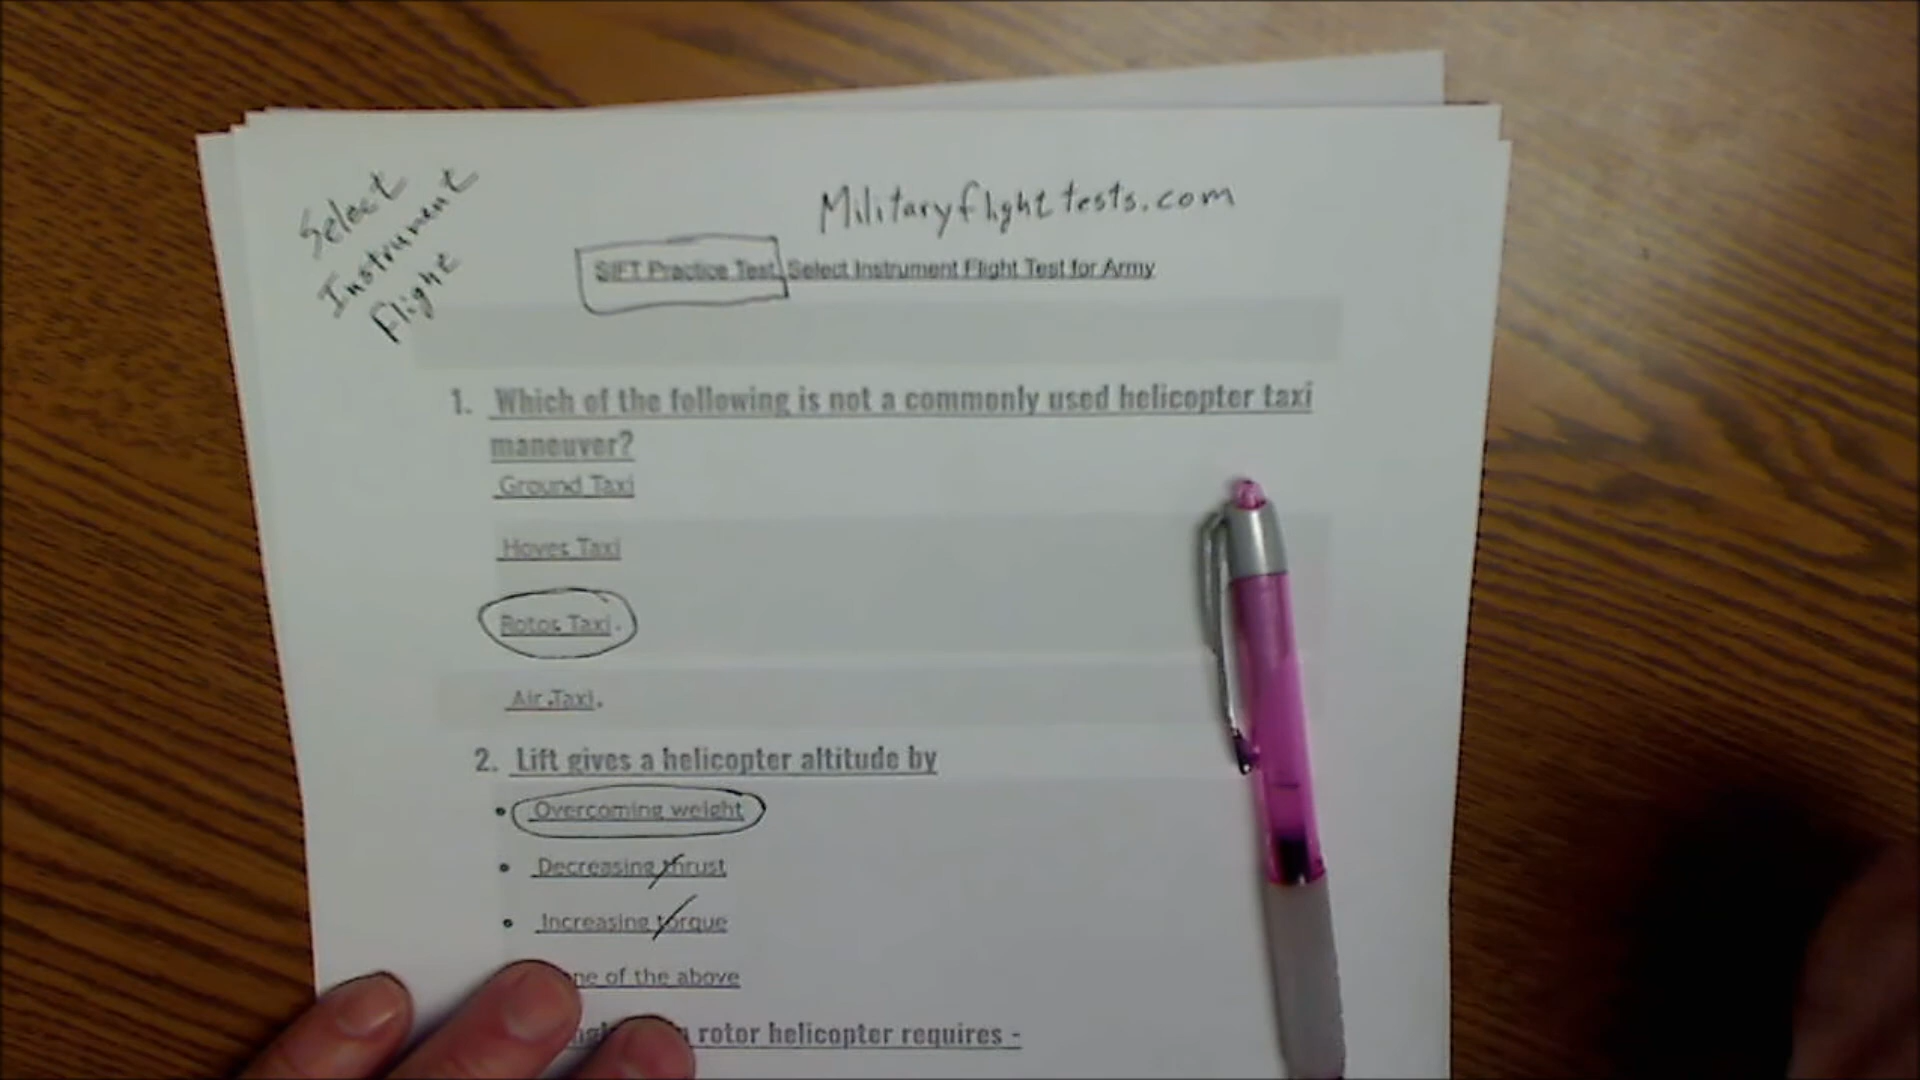 Select
Instrument
flight
Militaryflighttests.com
SIFT Practice Test, Select Instrument Flight Test for Army
1. Which of the following is not a commonly used helicopter taxi
maneuver?
Ground Taxi
Hover Taxi
Rotor Taxi.
Air Taxi.
2. Lift gives a helicopter altitude by
• Overcoming weight
• Decreasing thrust
• Increasing torque
of the above
rotor helicopter requires -